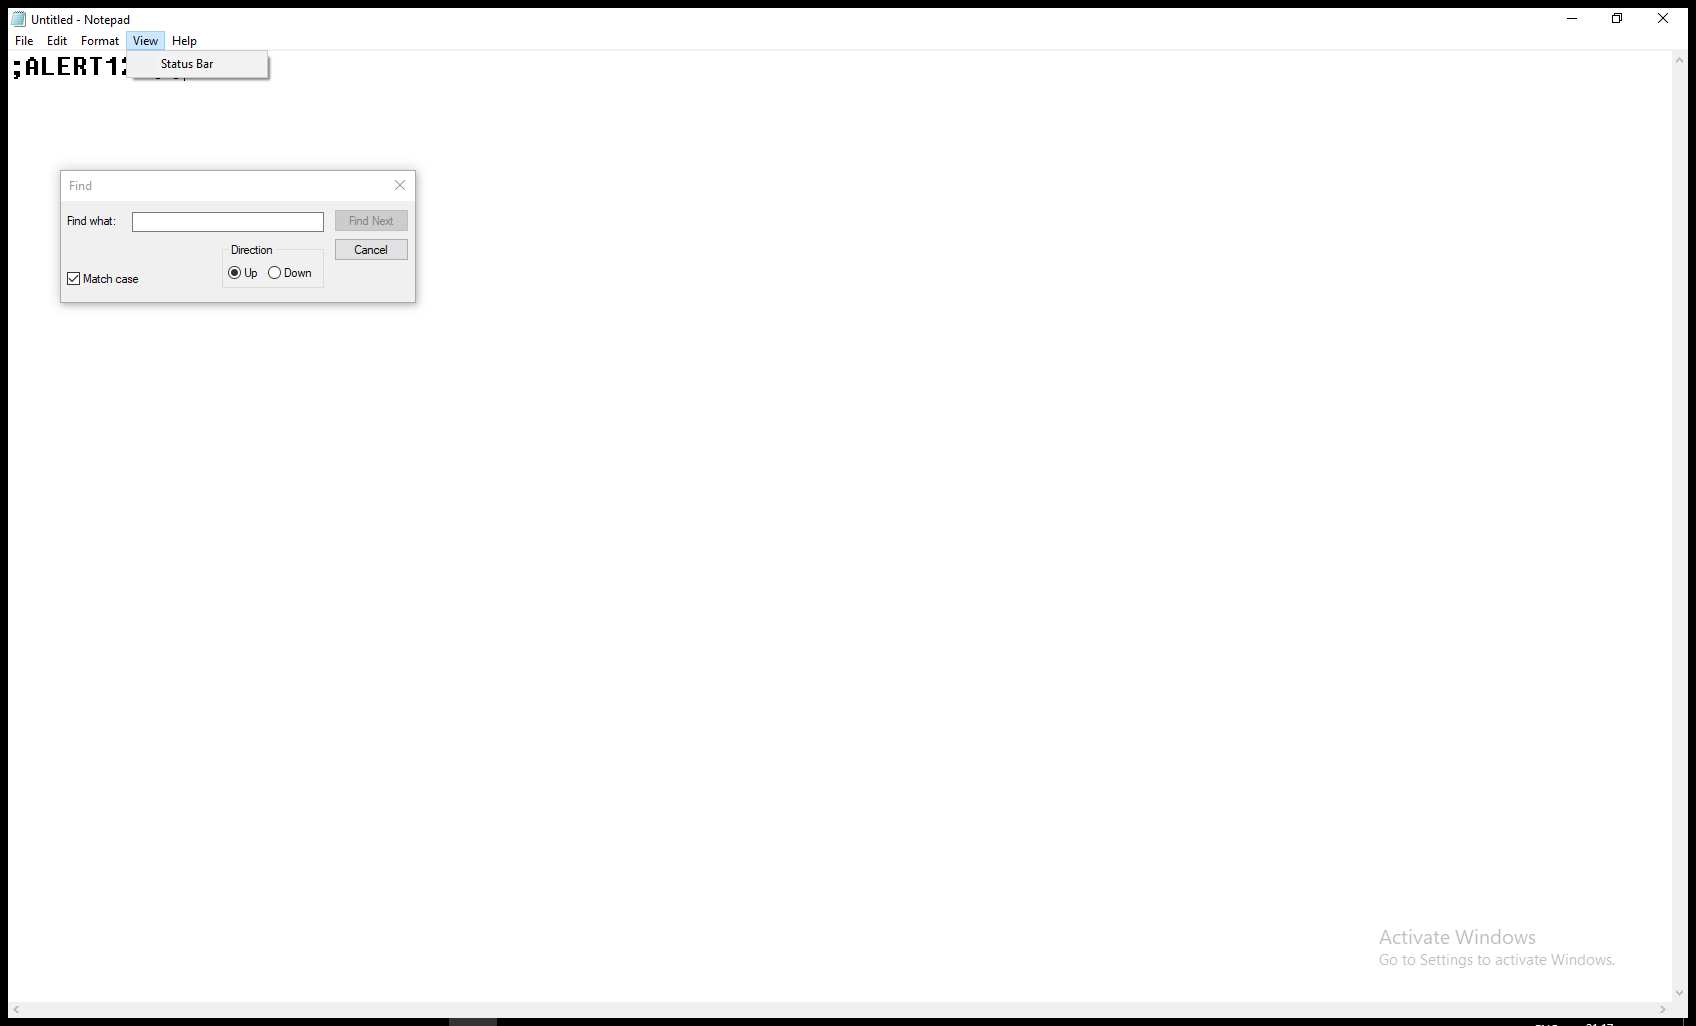 Untitled - Notepad
File Edit Format View Help
Status Bar
;ALERT1
Find
Find what:
Find Next
Direction
Cancel
Up Down
Match case
Activate Windows
Go to Settings to activate Windows.